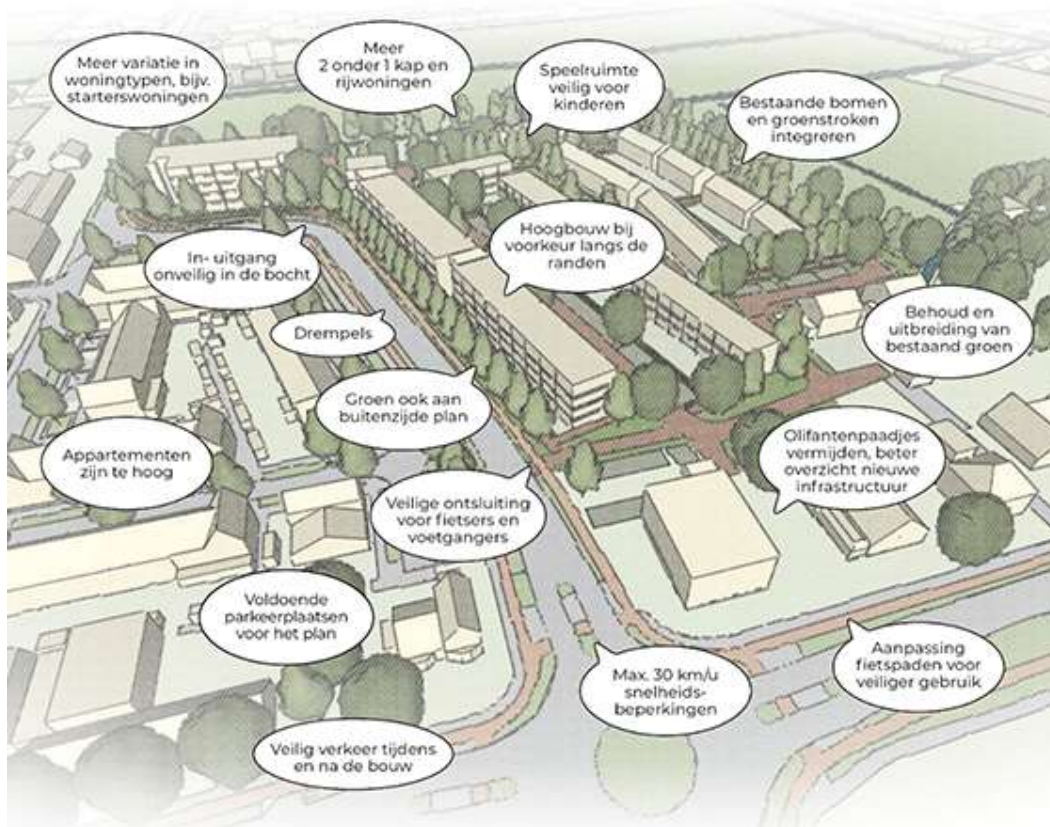 Meer variatie in
woningtypen, bijv.
starterswoningen
Meer
2 onder 1 kap en
rijwoningen
Speelruimte
veilig voor
kinderen
Bestaande bomen
en groenstroken
integreren
In- uitgang
onveilig in de bocht
Hoogbouw bij
voorkeur langs de
randen
Drempels
Behoud en
uitbreiding van
bestaand groen
Groen ook aan
buitenzijde plan
Appartementen
zijn te hoog
Olifantenpaadjes
vermijden, beter
overzicht nieuwe
infrastructuur
Veilige ontsluiting
voor fietsers en
voetgangers
Voldoende
parkeerplaatsen
voor het plan
Max. 30 km/u
snelheids-
beperkingen
Aanpassing
fietspaden voor
veiliger gebruik
Veilig verkeer tijdens
en na de bouw